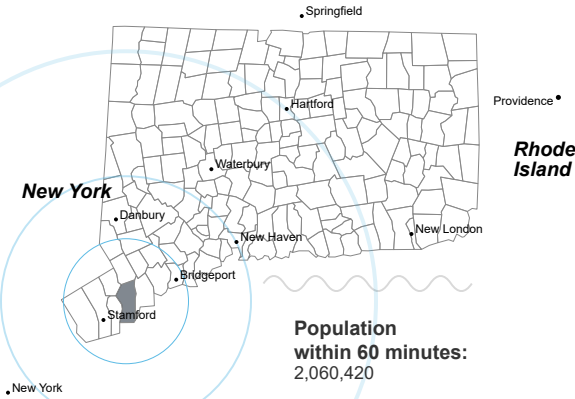 Springfield
Hartford
Providence
Rhode
Island
Waterbury
New York
Danbury
New London
New Haven
Bridgeport
Stamford
Population
within 60 minutes:
2,060,420
New York